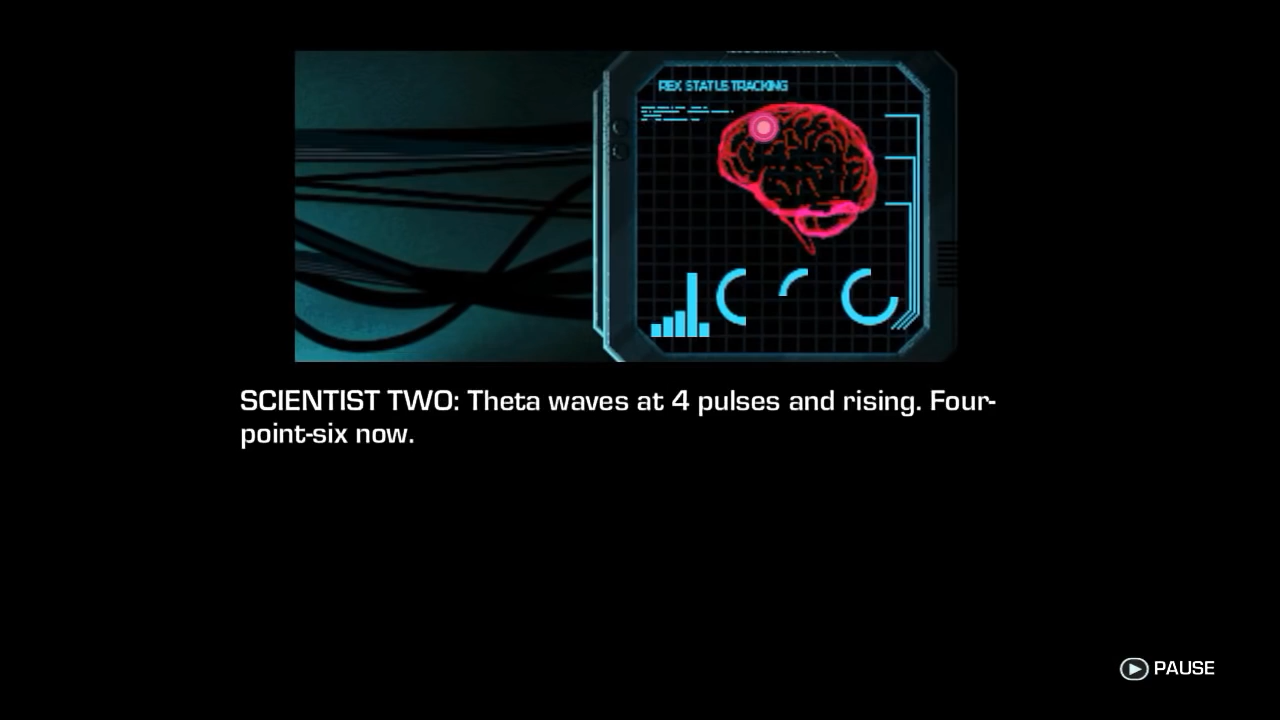 REX STATUS TRACKING
SCIENTIST TWO: Theta waves at 4 pulses and rising. Four-
point-six now.
PAUSE